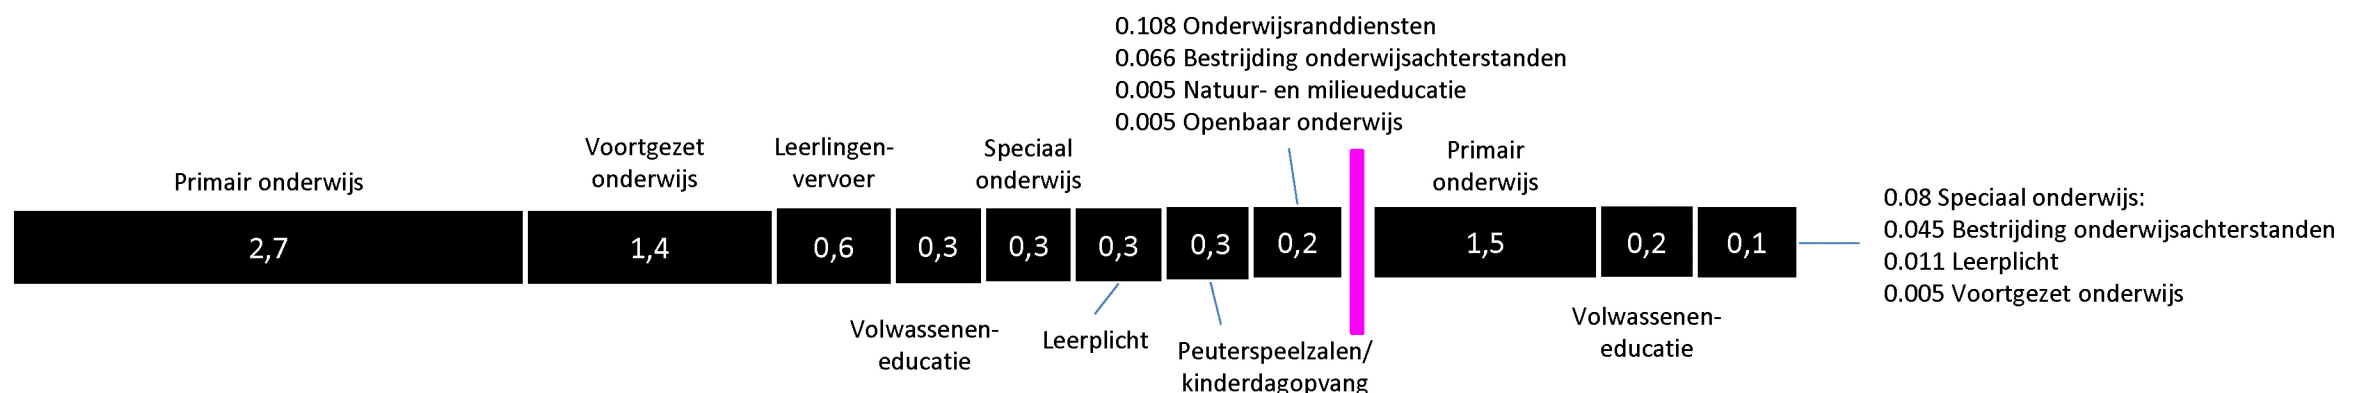 0.108 Onderwijsranddiensten
0.066 Bestrijding onderwijsachterstanden
0.005 Natuur- en milieueducatie
0.005 Openbaar onderwijs
Primair onderwijs
Voortgezet
onderwijs
Leerlingen-
vervoer
Speciaal
onderwijs
Primair
onderwijs
2,7
1,4
0,6
0,3
0,3
0,3
0,3
0,2
1,5
0,2
0,1
0.08 Speciaal onderwijs:
0.045 Bestrijding onderwijsachterstanden
0.011 Leerplicht
0.005 Voortgezet onderwijs
Volwassenen-
educatie
Leerplicht
Peuterspeelzalen/
kinderdagopvang
Volwassenen-
educatie